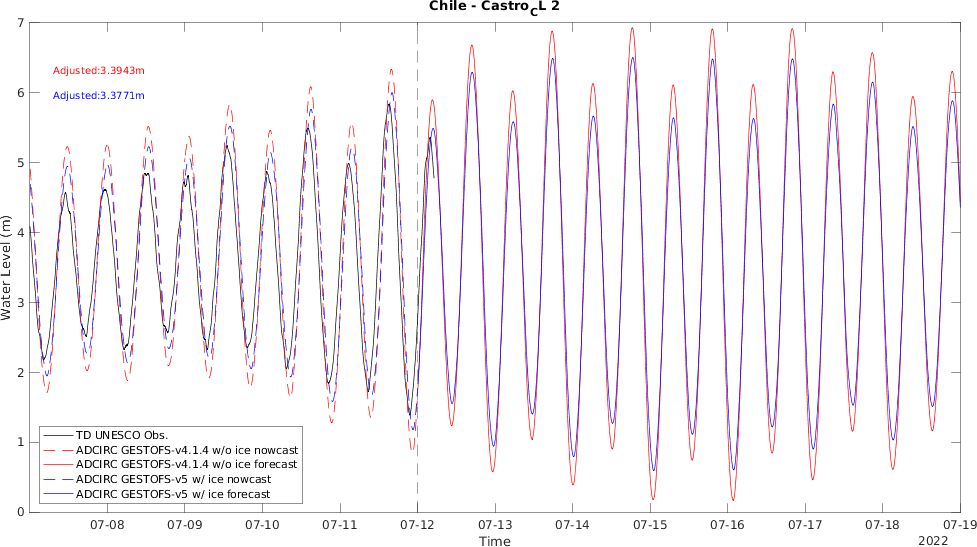 Chile - Castro_CL 2
7
Adjusted:3.3943m
6
Adjusted:3.3771m
5
4
Water Level (m)
3
2
1
0
TD UNESCO Obs.
ADCIRC GESTOFS-v4.1.4 w/o ice nowcast
ADCIRC GESTOFS-v4.1.4 w/o ice forecast
ADCIRC GESTOFS-v5 w/ ice nowcast
ADCIRC GESTOFS-v5 w/ ice forecast
07-08 07-09 07-10 07-11 07-12 07-13 07-14 07-15 07-16 07-17 07-18 07-19
Time
2022